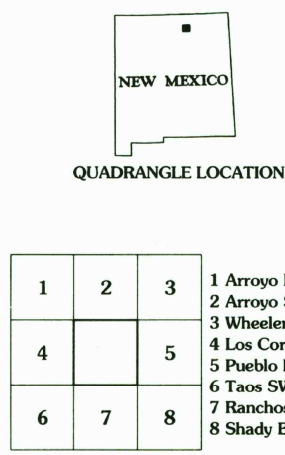 NEW MEXICO
QUADRANGLE LOCATION
1 2 3
4 5
6 7 8
1 Arroyo
2 Arroyo
3 Wheeler
4 Los Cor
5 Pueblo
6 Taos SW
7 Ranchos
8 Shady